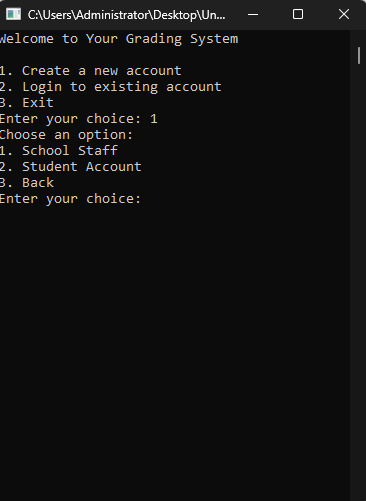 C:\Users\Administrator\Desktop\Un...
Welcome to Your Grading System
1. Create a new account
2. Login to existing account
3. Exit
Enter your choice: 1
Choose an option:
1. School Staff
2. Student Account
3. Back
Enter your choice: